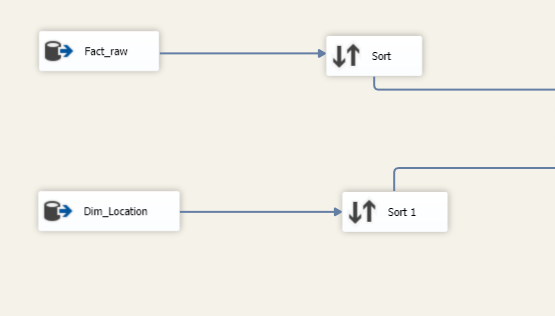 Fact_raw
Sort
Dim_Location
Sort 1